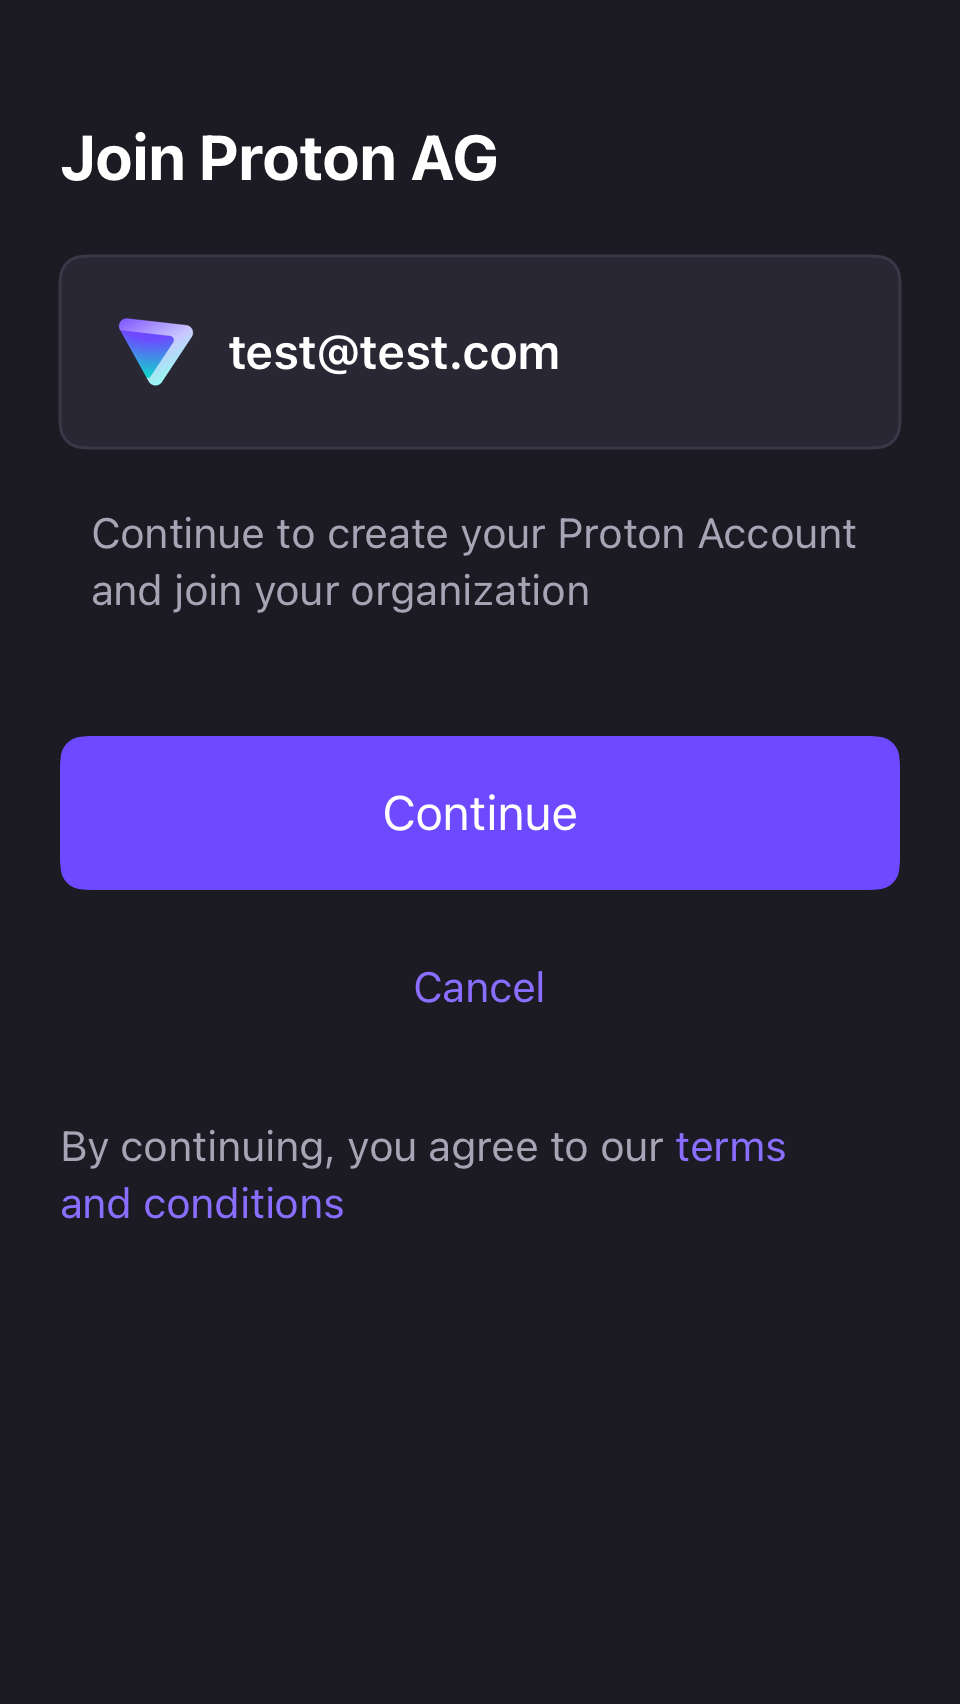 Join Proton AG
test@test.com
Continue to create your Proton Account
and join your organization
Continue
Cancel
By continuing, you agree to our terms
and conditions